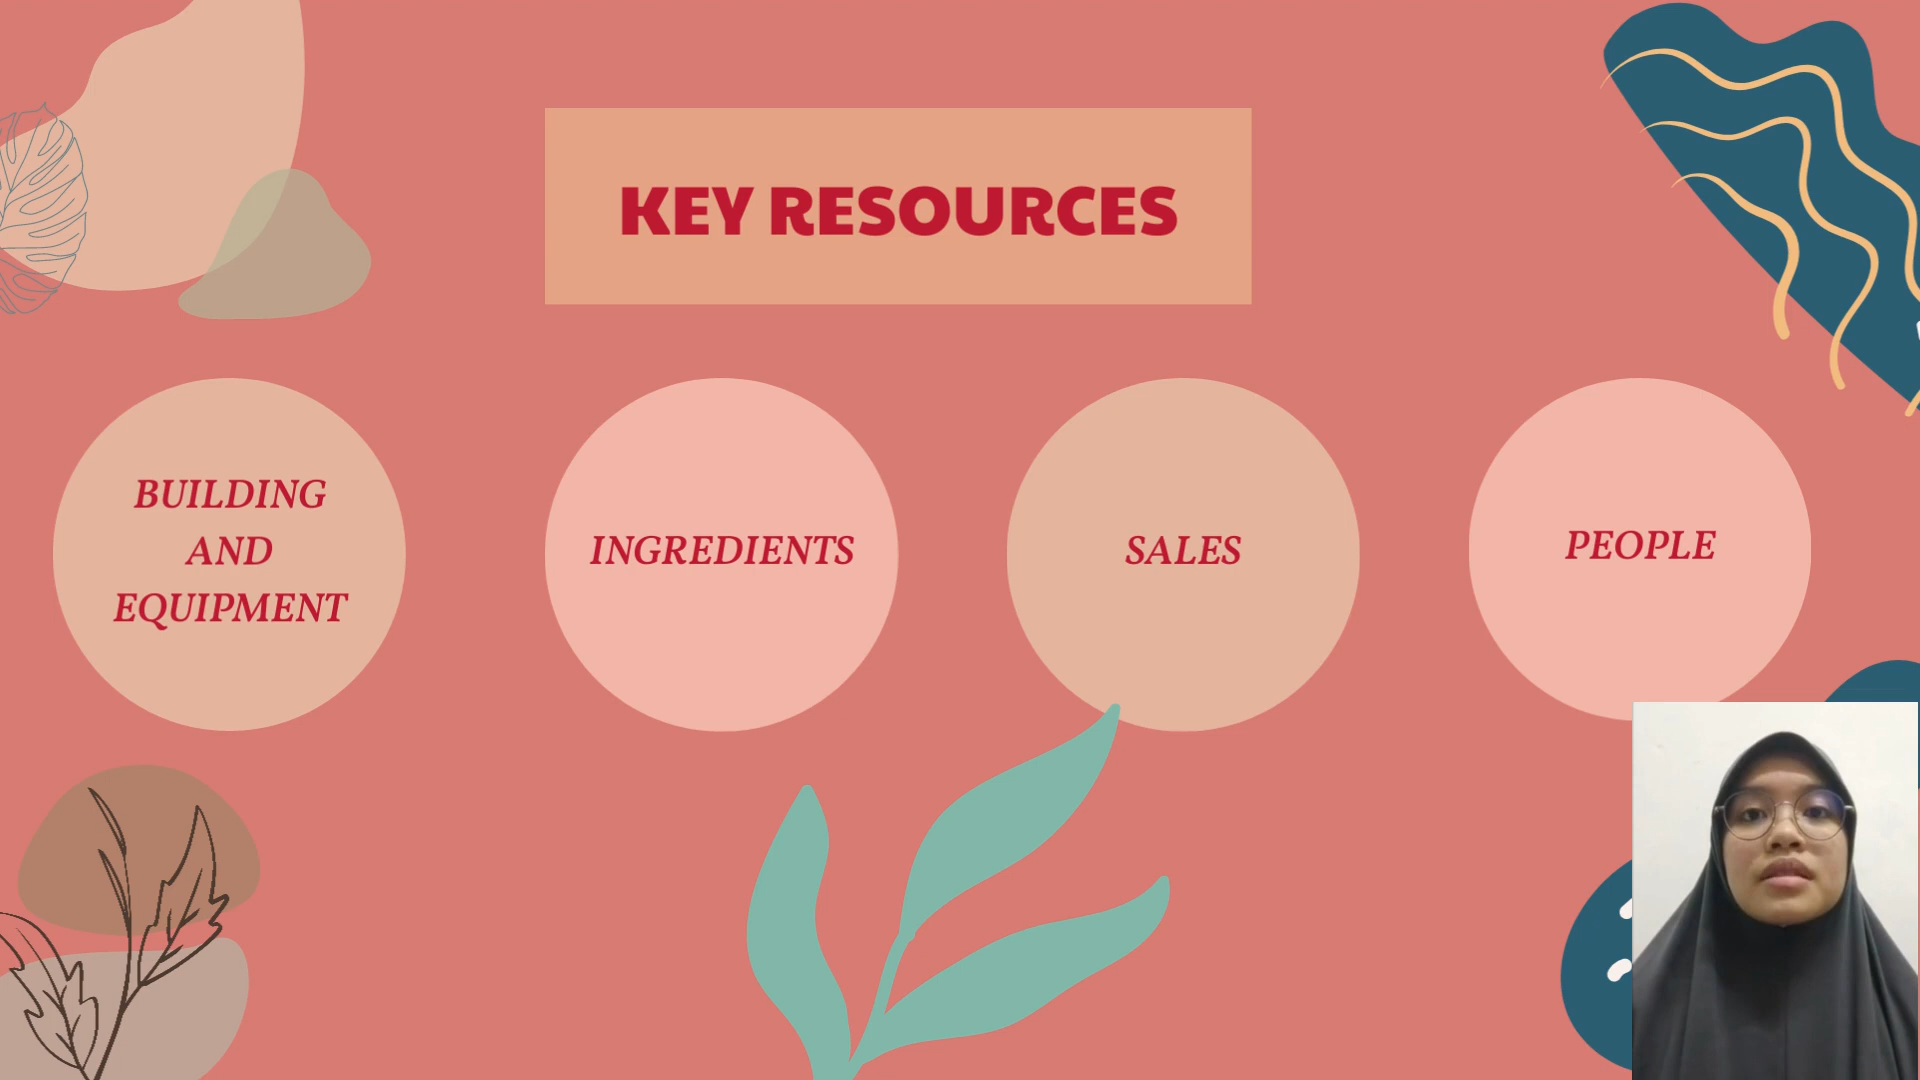 KEY RESOURCES
BUILDING
AND
EQUIPMENT
INGREDIENTS
SALES
PEOPLE